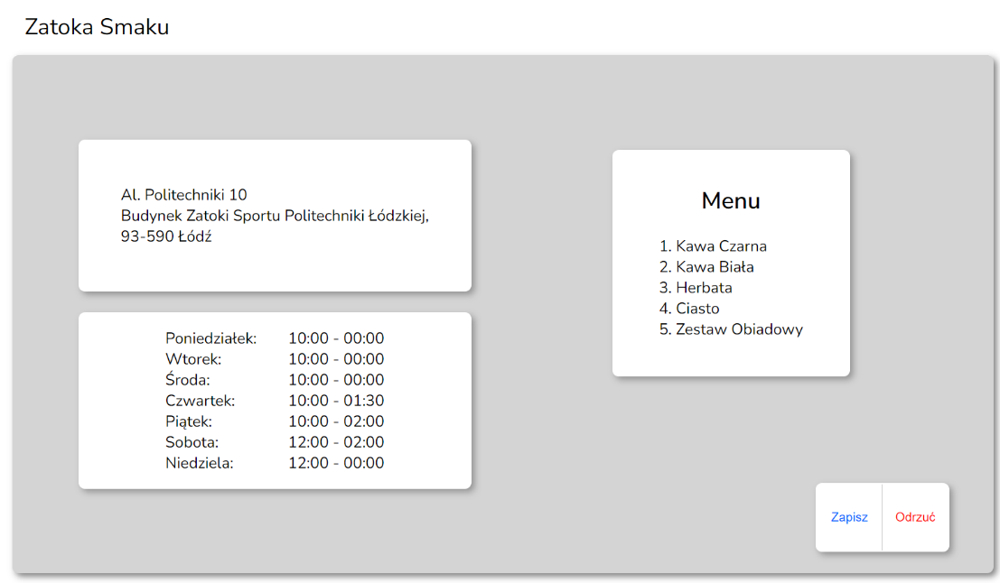 Zatoka Smaku
Al. Politechniki 10
Budynek Zatoki Sportu Politechniki Łódzkiej,
93-590 Łódź
Poniedziałek: 10:00 - 00:00
Wtorek: 10:00 - 00:00
Środa: 10:00 - 00:00
Czwartek: 10:00 - 01:30
Piątek: 10:00 - 02:00
Sobota: 12:00 - 02:00
Niedziela: 12:00 - 00:00
Menu
1. Kawa Czarna
2. Kawa Biała
3. Herbata
4. Ciasto
5. Zestaw Obiadowy
Zapisz Odrzuć